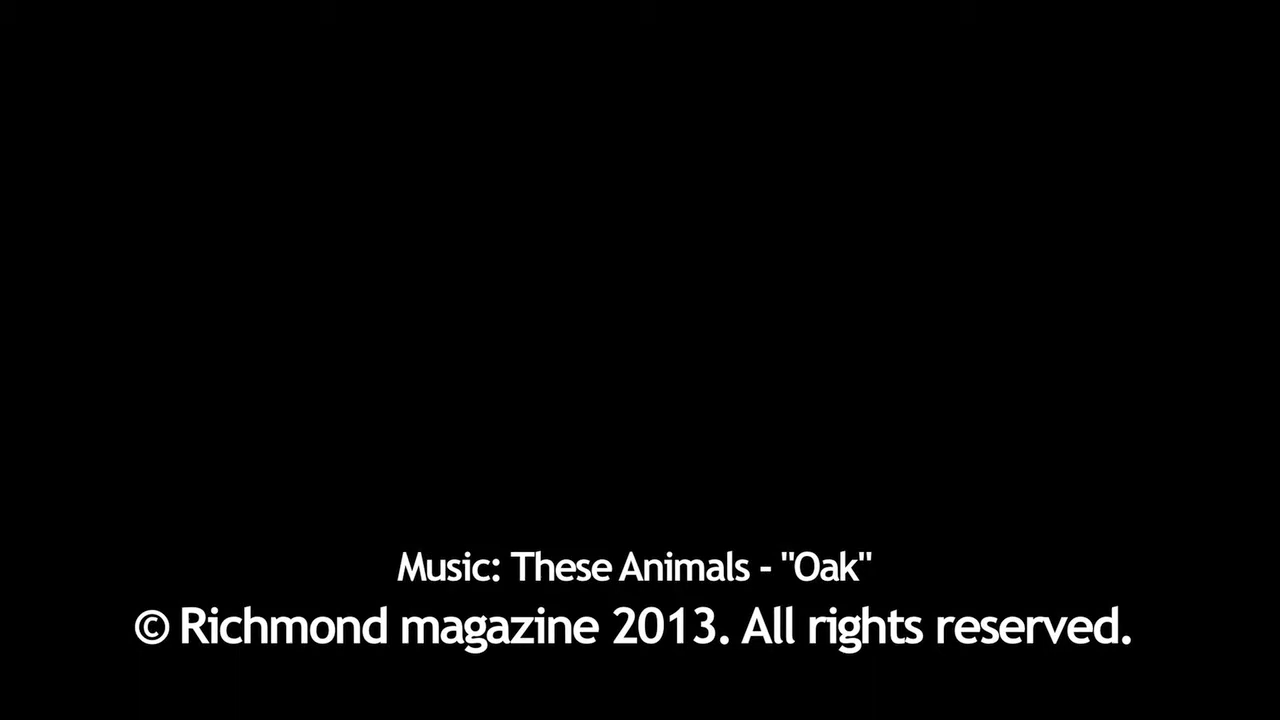 Music: These Animals - "Oak"
© Richmond magazine 2013. All rights reserved.